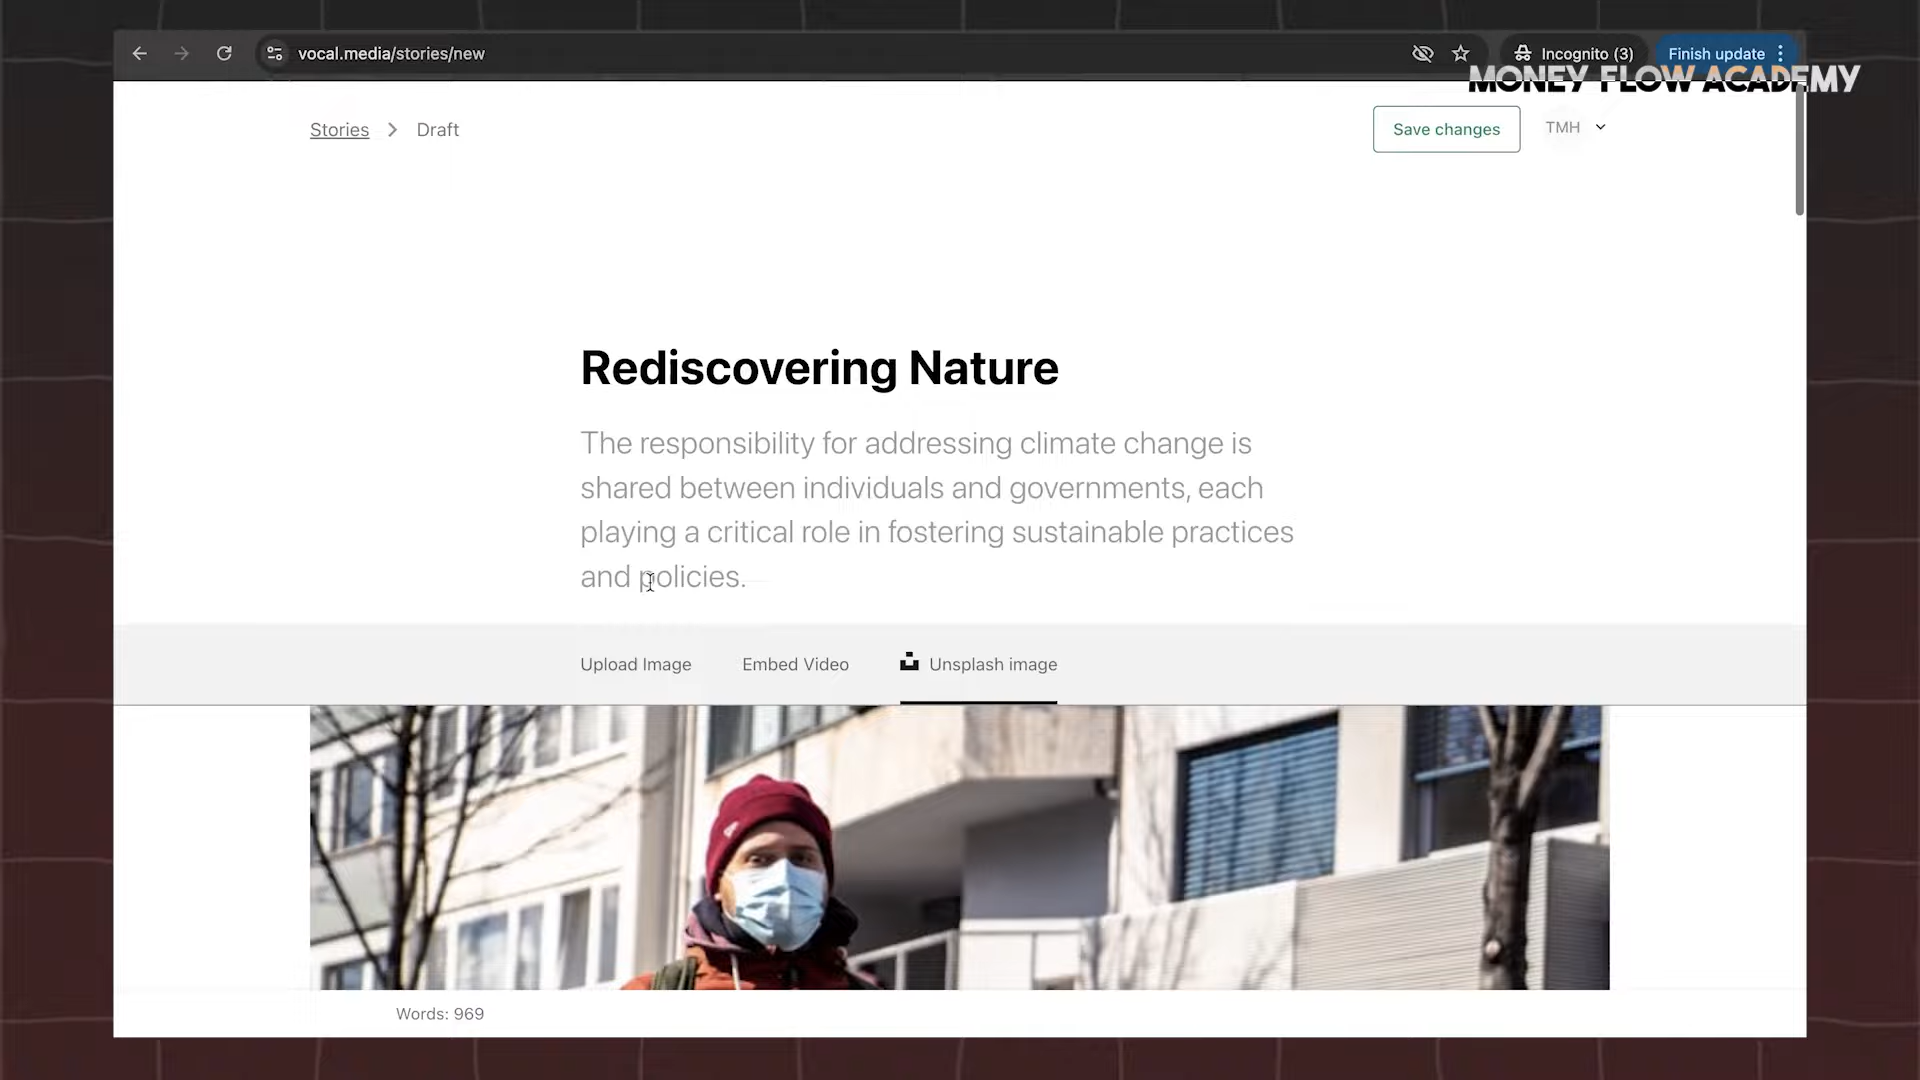 vocal.media/stories/new
Incognito (3)
Finish update
MONEY FLOW ACADEMY
Stories > Draft
Save changes
TMH
Rediscovering Nature
The responsibility for addressing climate change is
shared between individuals and governments, each
playing a critical role in fostering sustainable practices
and policies.
Upload Image
Embed Video
Unsplash image
Words: 969